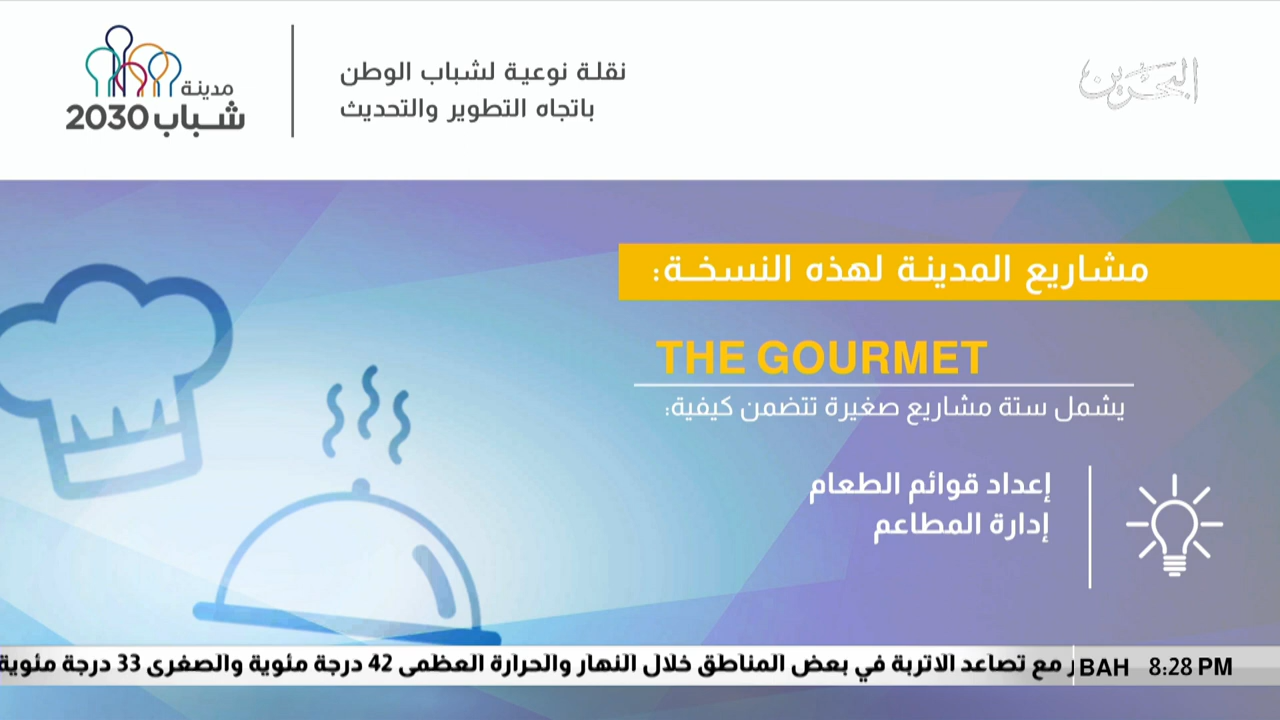 البحرين
نقلة نوعية لشباب الوطن
باتجاه التطوير والتحديث
مدينة
شباب 2030
مشاريع المدينة لهذه النسخة:
THE GOURMET
يشمل ستة مشاريع صغيرة تتضمن كيفية:
إعداد قوائم الطعام
إدارة المطاعم
ر مع تصاعد الاتربة في بعض المناطق خلال النهار والحرارة العظمى 42 درجة مئوية والصغرى 33 درجة مئوية
BAH 8:28 PM